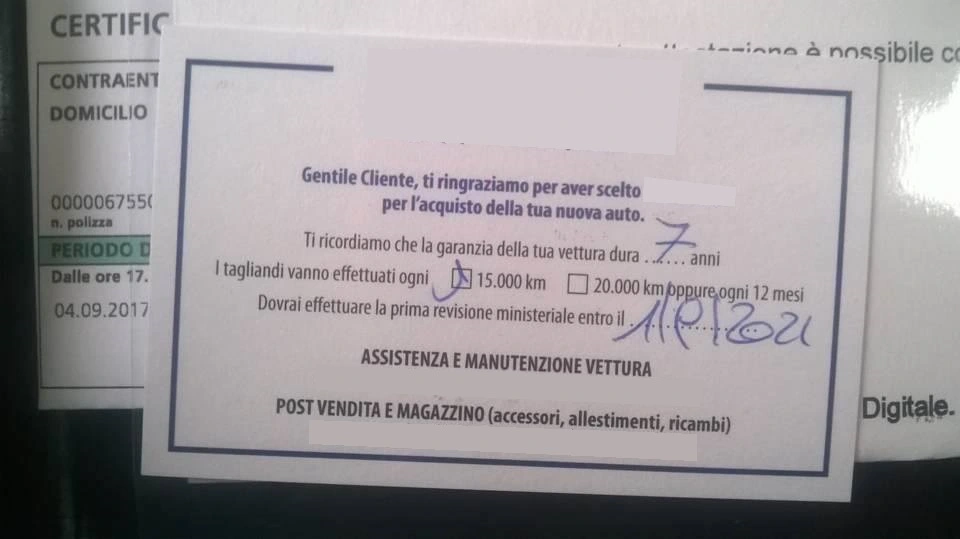 CERTIFIC
CONTRAENT
DOMICILIO
n. polizza
PERIODO D
Dalle ore 17.
04.09.2017
è possibile co
Gentile Cliente, ti ringraziamo per aver scelto
per l'acquisto della tua nuova auto.
Ti ricordiamo che la garanzia della tua vettura dura 7 anni
I tagliandi vanno effettuati ogni 15.000 km 20.000 km oppure ogni 12 mesi
Dovrai effettuare la prima revisione ministeriale entro il
ASSISTENZA E MANUTENZIONE VETTURA
POST VENDITA E MAGAZZINO (accessori, allestimenti, ricambi)
Digitale.